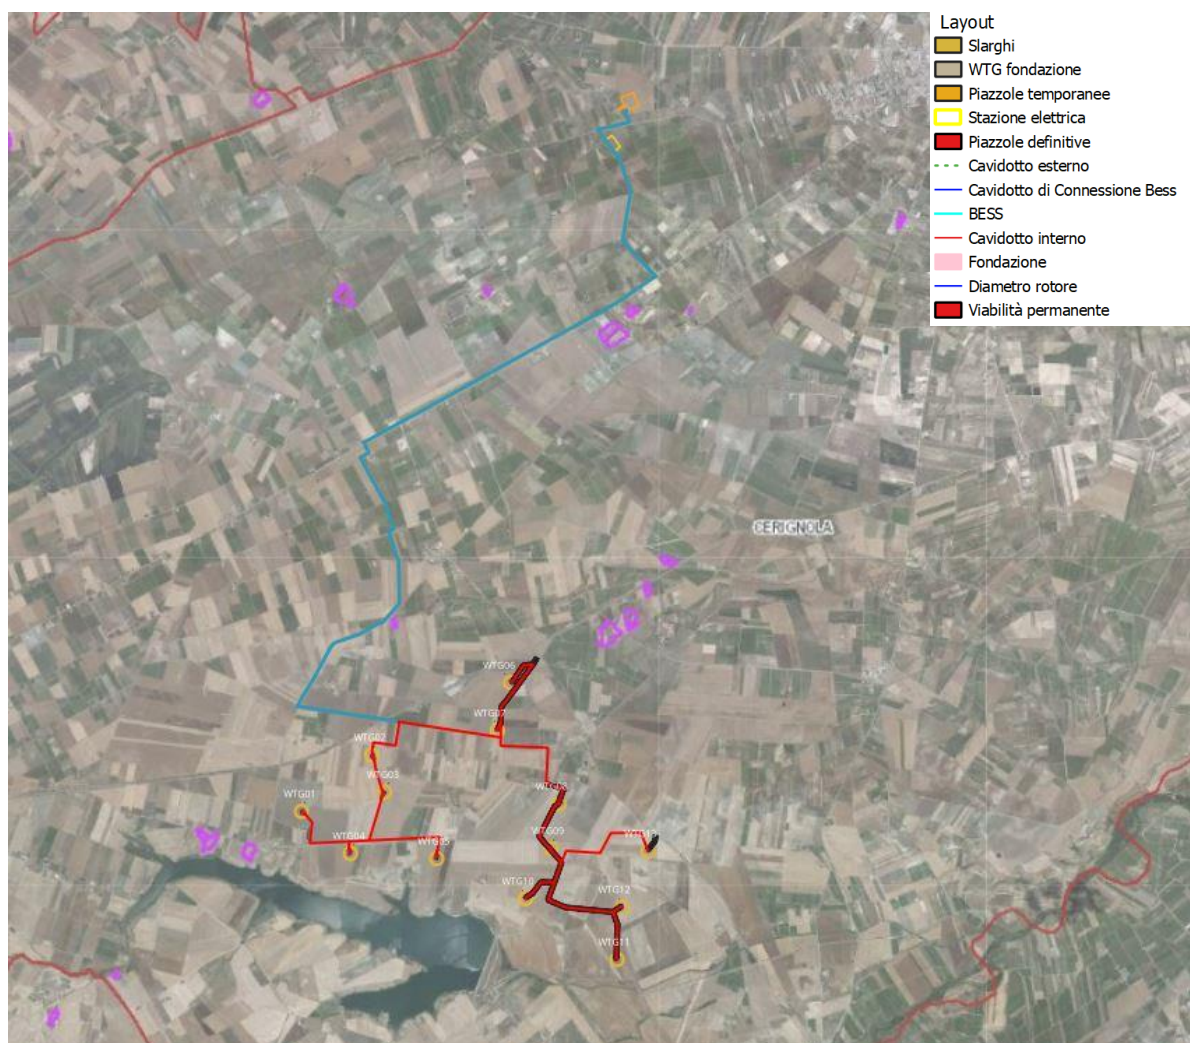 Layout
Slarghi
WTG fondazione
Piazzole temporanee
Stazione elettrica
Piazzole definitive
Cavidotto esterno
Cavidotto di Connessione Bess
BESS
Cavidotto interno
Fondazione
Diametro rotore
Viabilità permanente
CERIGNOLA
WTG06
WTG07
WTG02
WTG03
WTG01
WTG09
WTG04
WTG05
WTG10
WTG12
WTG11